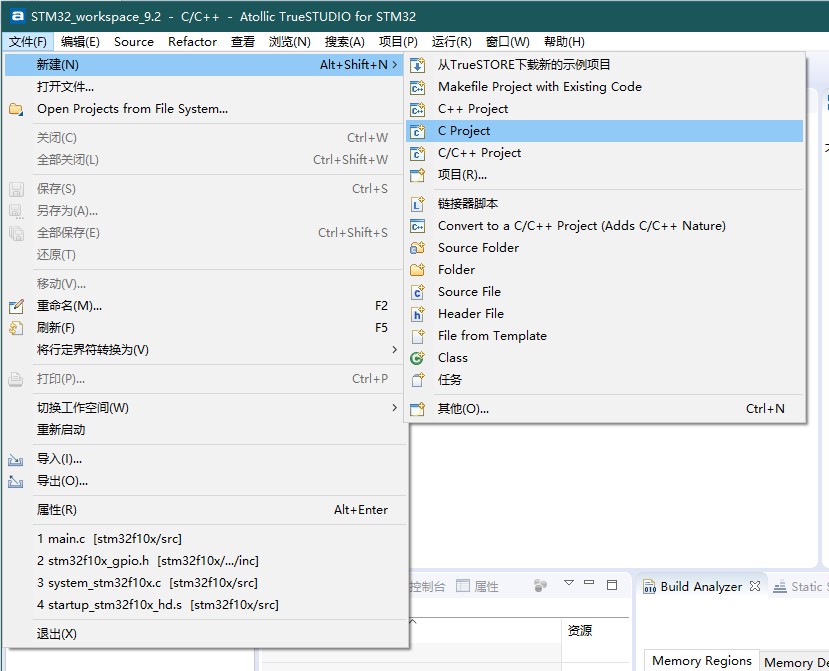 STM32_workspace_9.2 - C/C++ - Atollic TrueSTUDIO for STM32
文件(F) 编辑(E) Source Refactor 查看 浏览(N) 搜索(A) 项目(P) 运行(R) 窗口(W) 帮助(H)
新建(N) Alt+Shift+N
打开文件...
Open Projects from File System...
关闭(C) Ctrl+W
全部关闭(L) Ctrl+Shift+W
保存(S) Ctrl+S
另存为(A)...
全部保存(E) Ctrl+Shift+S
还原(T)
移动(V)...
重命名(M)... F2
刷新(F) F5
将行定界符转换为(V)
打印(P)... Ctrl+P
切换工作空间(W)
重新启动
导入(I)...
导出(O)...
属性(R) Alt+Enter
1 main.c [stm32f10x/src]
2 stm32f10x_gpio.h [stm32f10x/.../inc]
3 system_stm32f10x.c [stm32f10x/src]
4 startup_stm32f10x_hd.s [stm32f10x/src]
退出(X)
从TrueSTORE下载新的示例项目
Makefile Project with Existing Code
C++ Project
C Project
C/C++ Project
项目(R)...
链接器脚本
Convert to a C/C++ Project (Adds C/C++ Nature)
Source Folder
Folder
Source File
Header File
File from Template
Class
任务
其他(O)... Ctrl+N
控制台 属性
资源
Build Analyzer Static
Memory Regions Memory De